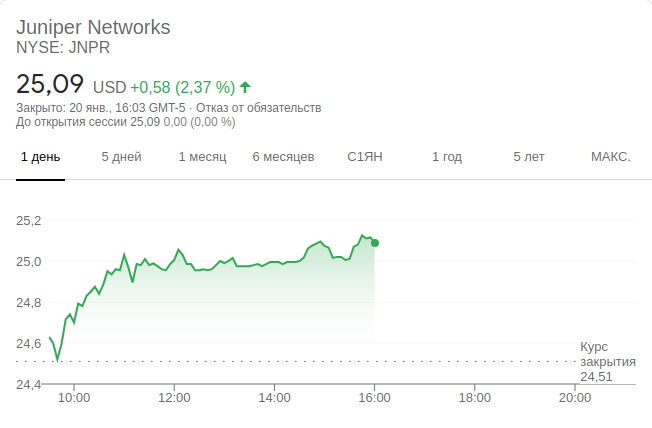 Juniper Networks
NYSE: JNPR
25,09 USD +0,58 (2,37 %)
Закрыто: 20 янв., 16:03 GMT-5 · Отказ от обязательств
До открытия сессии 25,09 0,00 (0,00 %)
1 день 5 дней 1 месяц 6 месяцев С1ЯН 1 год 5 лет МАКС.
25,2
25,0
24,8
24,6
24,4
Курс
закрытия
24,51
10:00 12:00 14:00 16:00 18:00 20:00